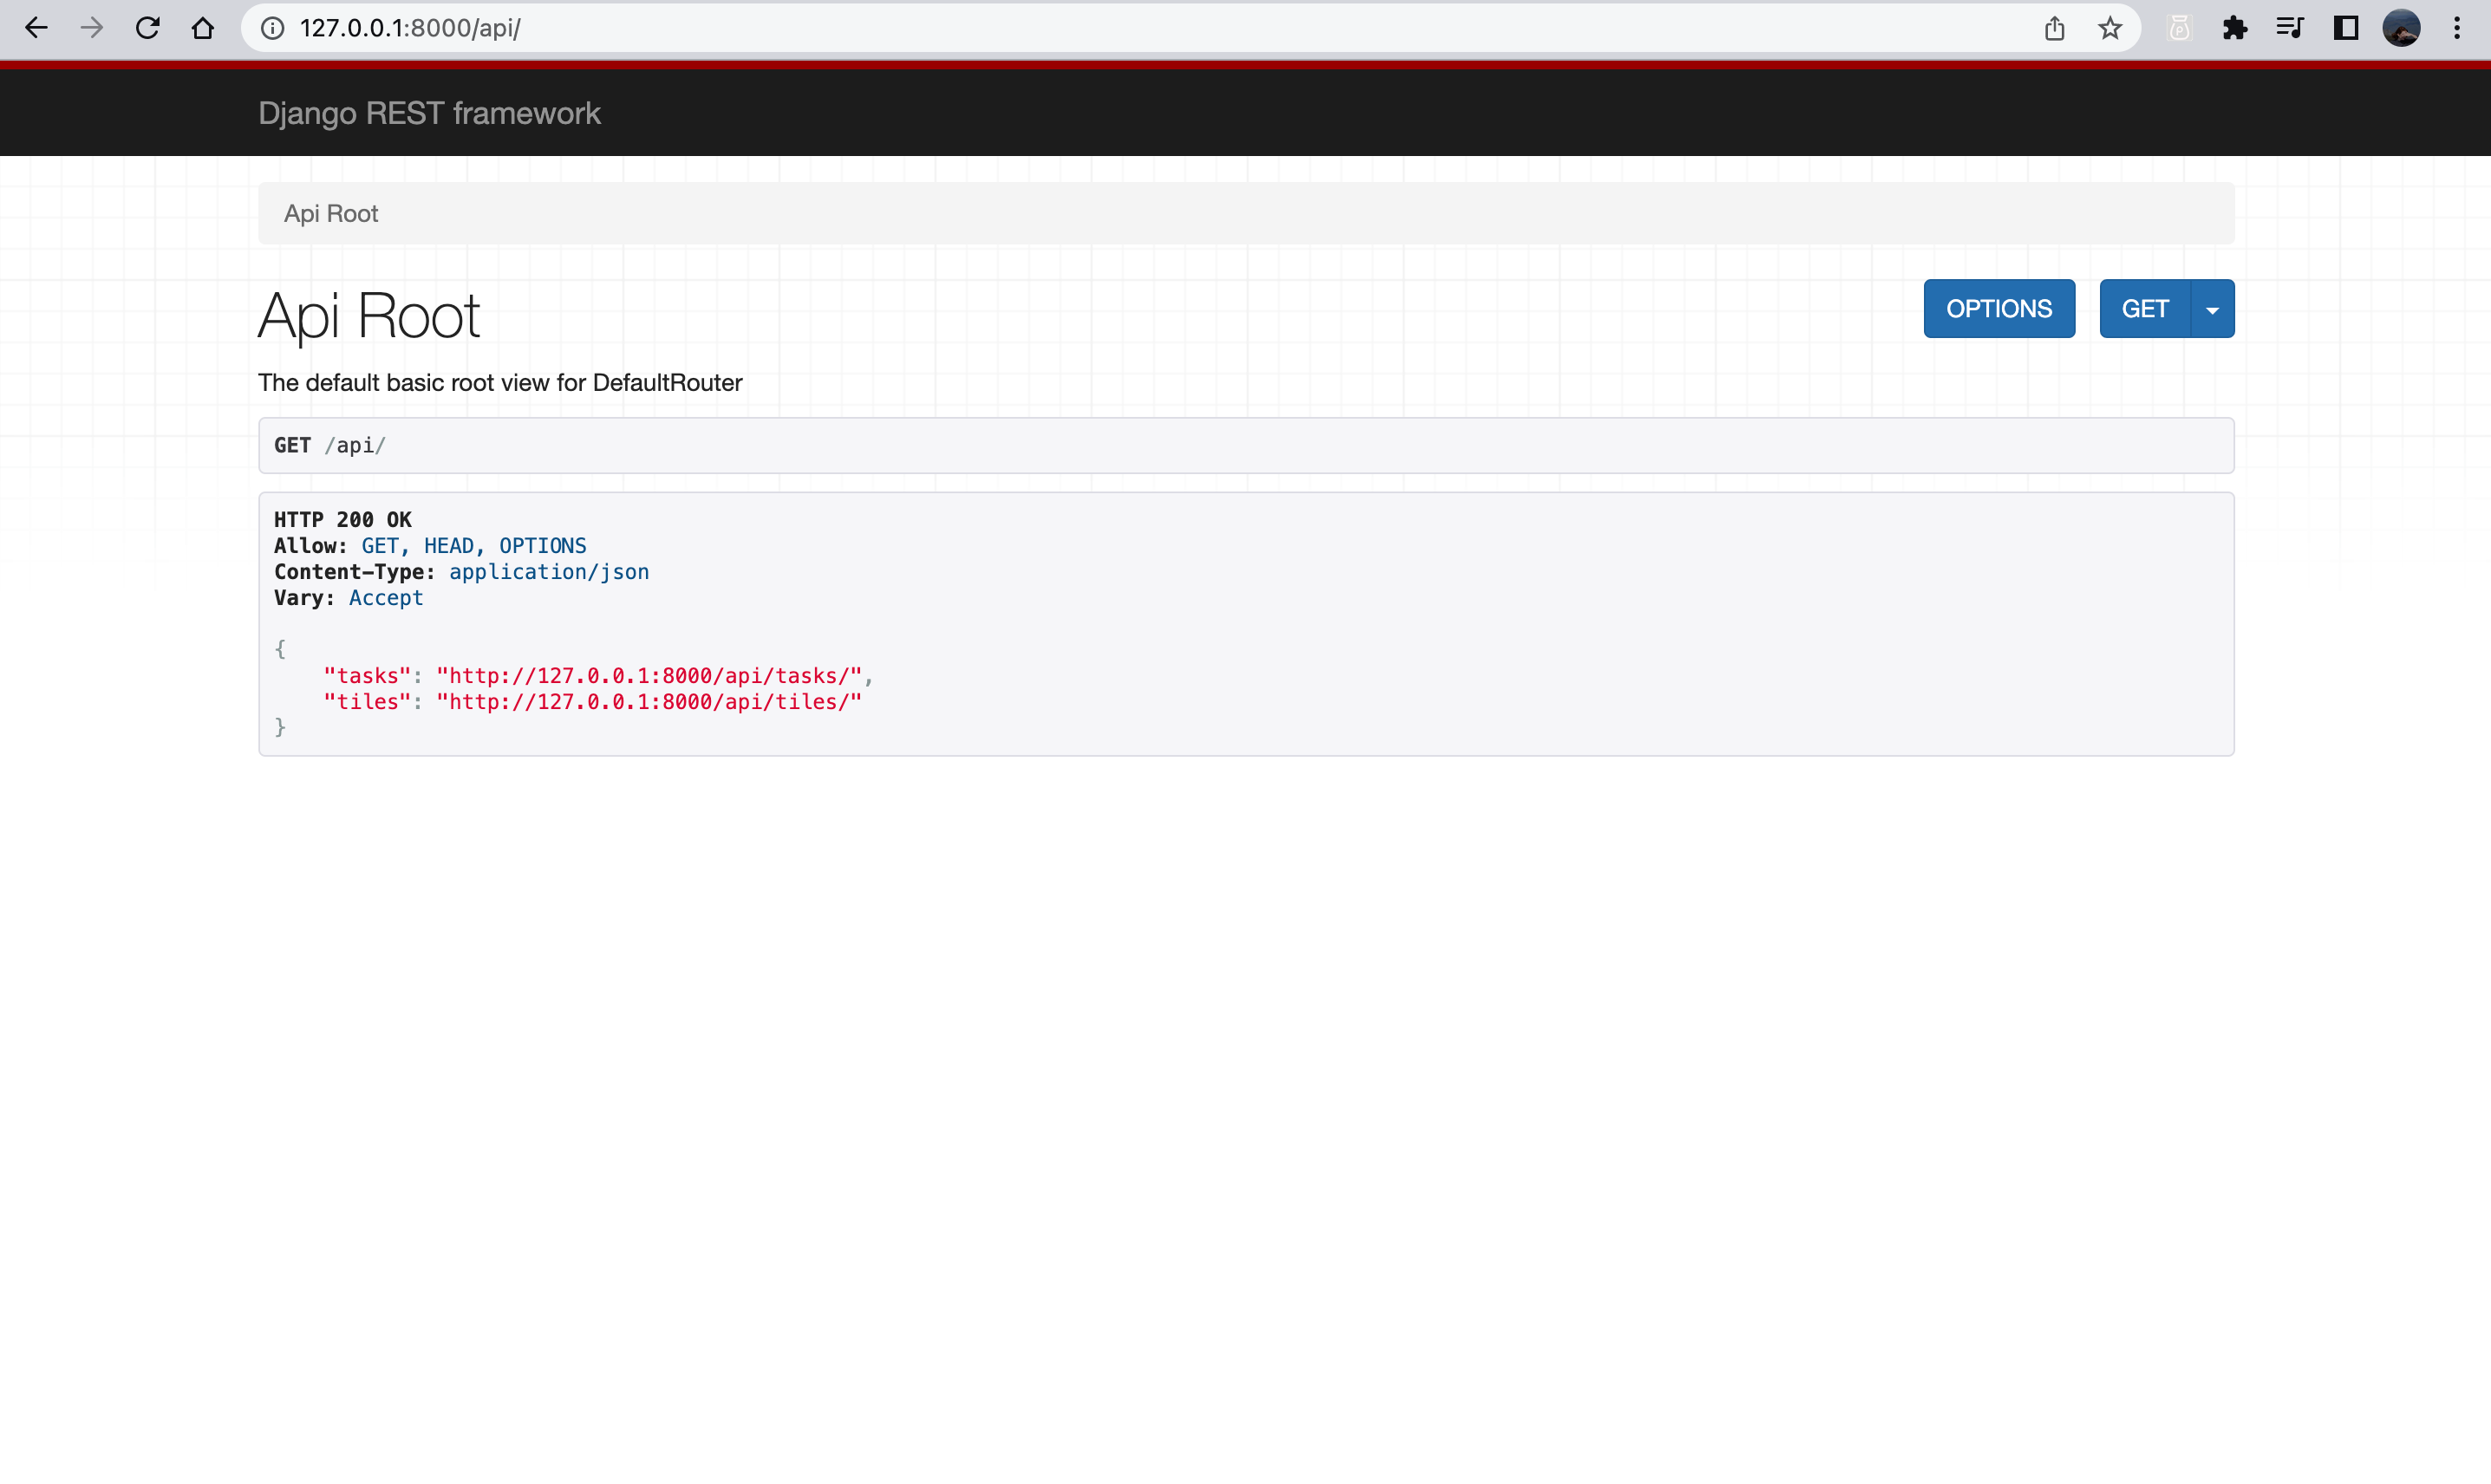 127.0.0.1:8000/api/
Django REST framework
Api Root
Api Root
OPTIONS
GET
The default basic root view for DefaultRouter
GET /api/
HTTP 200 OK
Allow: GET, HEAD, OPTIONS
Content-Type: application/json
Vary: Accept
{
    "tasks": "http://127.0.0.1:8000/api/tasks/",
    "tiles": "http://127.0.0.1:8000/api/tiles/"
}